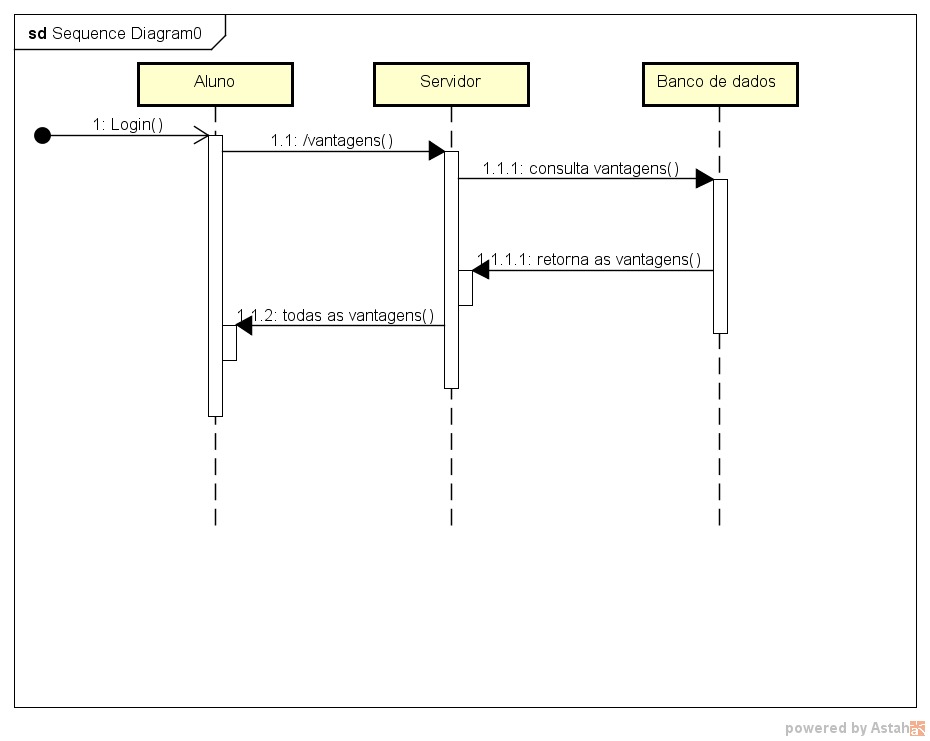 sd Sequence Diagram0
Aluno
Servidor
Banco de dados
1: Login()
1.1: /vantagens()
1.1.1: consulta vantagens()
1.1.1.1: retorna as vantagens()
1.1.2: todas as vantagens()
powered by Astah